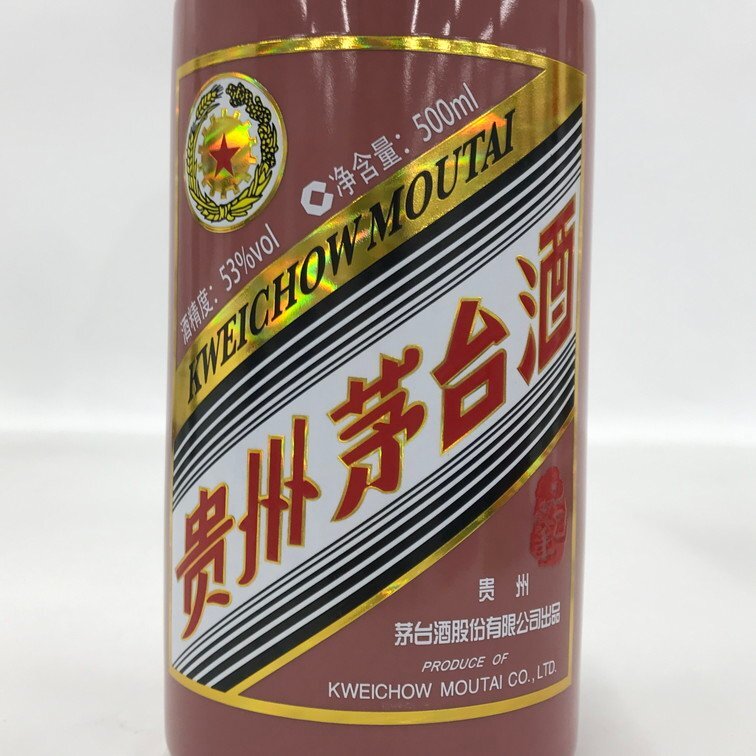 净含量：500ml
酒精度：53%vol
KWEICHOW MOUTAI
贵州茅台酒
贵州
茅台酒股份有限公司出品
PRODUCE OF
KWEICHOW MOUTAI CO., LTD.